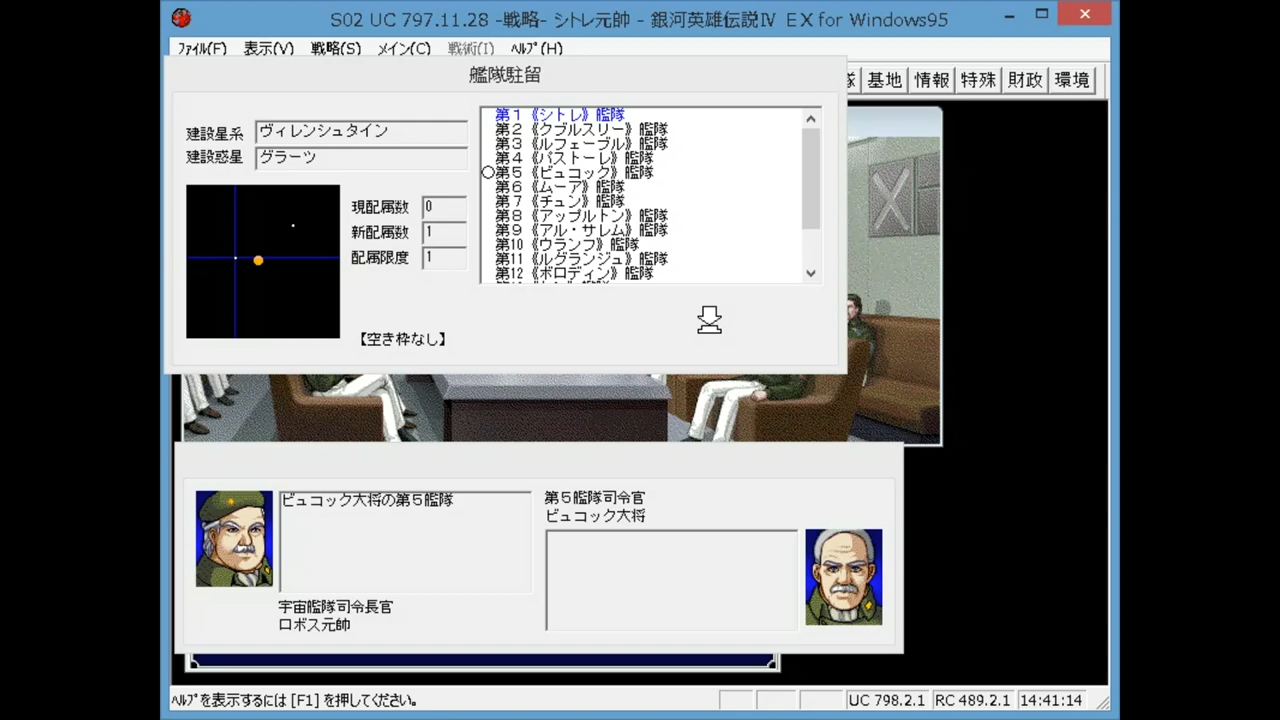 S02 UC 797.11.28 -戦略- シトレ元帥 - 銀河英雄伝説Ⅳ EX for Windows95
ﾌｧｲﾙ(F) 表示(V) 戦略(S) メイン(C) 戦術(I) ﾍﾙﾌﾟ(H)
基地 情報 特殊 財政 環境
艦隊駐留
建設星系 ヴィレンシュタイン
建設惑星 グラーツ
現配属数 0
新配属数 1
配属限度 1
【空き枠なし】
第1《シトレ》艦隊
第2《クブルスリー》艦隊
第3《ルフェーブル》艦隊
第4《パストーレ》艦隊
○第5《ビュコック》艦隊
第6《ムーア》艦隊
第7《チュン》艦隊
第8《アップルトン》艦隊
第9《アル・サレム》艦隊
第10《ウランフ》艦隊
第11《ルグランジュ》艦隊
第12《ボロディン》艦隊
ビュコック大将の第5艦隊
宇宙艦隊司令長官
ロボス元帥
第5艦隊司令官
ビュコック大将
ﾍﾙﾌﾟを表示するには [F1] を押してください。
UC 798.2.1 RC 489.2.1 14:41:14